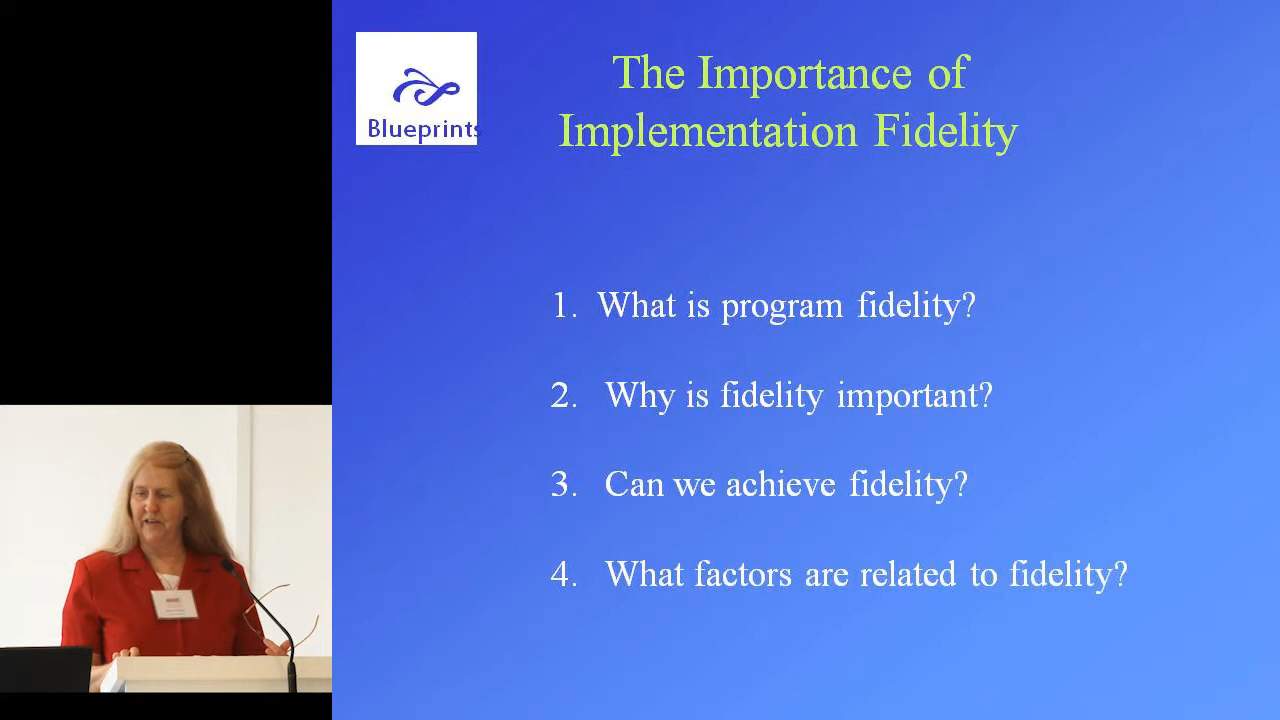 Blueprints
The Importance of
Implementation Fidelity
1. What is program fidelity?
2. Why is fidelity important?
3. Can we achieve fidelity?
4. What factors are related to fidelity?